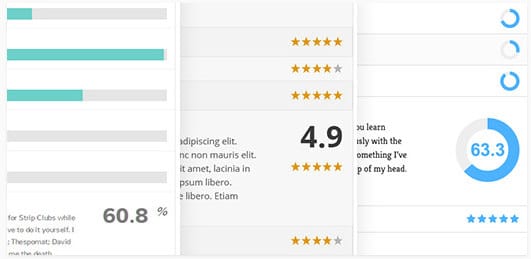 for Strip Clubs while
ve to do it yourself. I
; Thespomat; David
me the death
60.8 %
adipiscing elit.
nc non mauris elit.
it amet, lacinia in
psum libero.
e libero. Etiam
4.9
ou learn
usly with the
omething I've
p of my head.
63.3